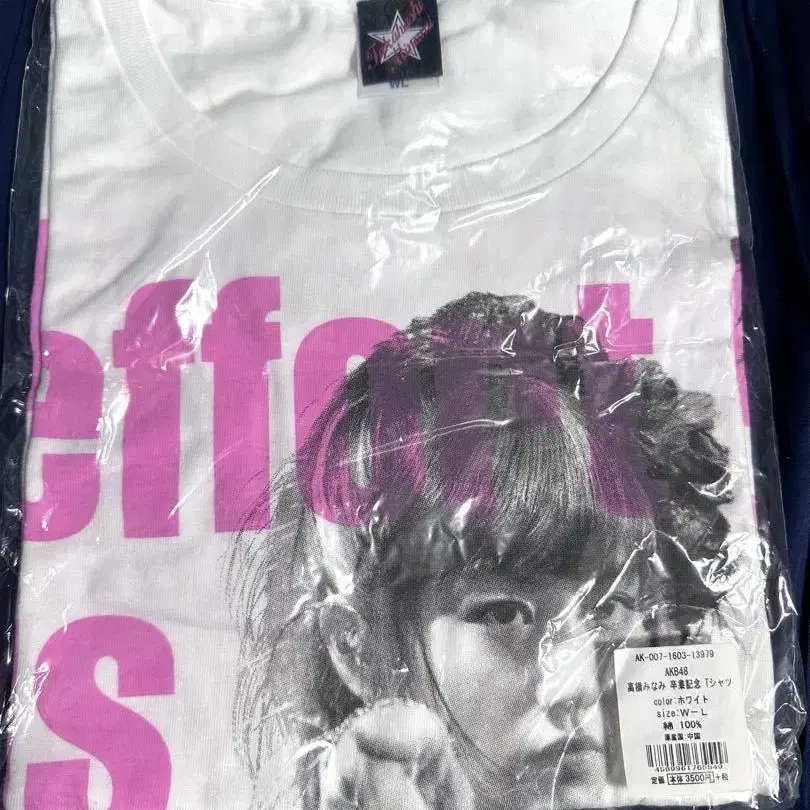 Takahashi
Minami
WL
effort
s
AK-007-1603-13979
AKB48
高橋みなみ 卒業記念 Tシャツ
color:ホワイト
size:W-L
綿 100%
原産国:中国
定価 本体 3500円 +税